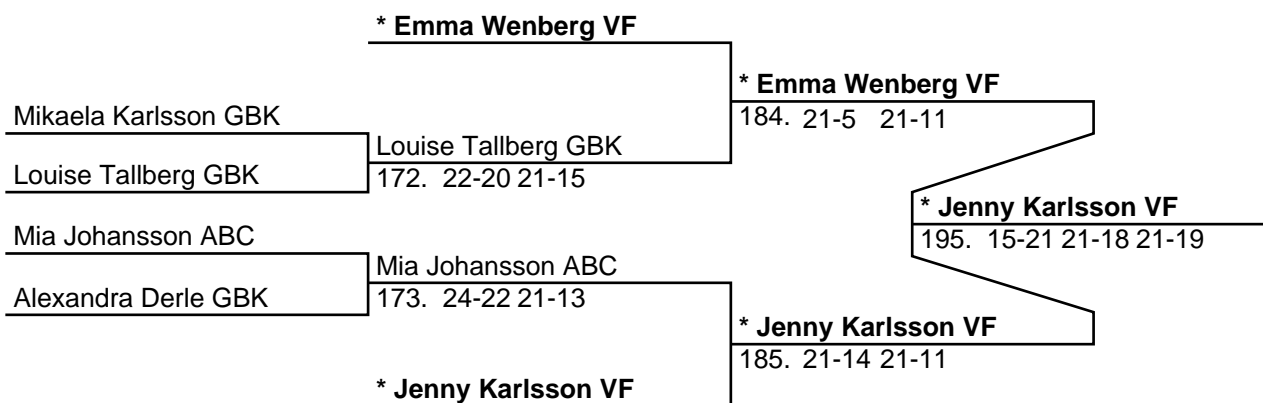 * Emma Wenberg VF
* Emma Wenberg VF
184. 21-5 21-11
Mikaela Karlsson GBK
Louise Tallberg GBK
Louise Tallberg GBK
172. 22-20 21-15
* Jenny Karlsson VF
195. 15-21 21-18 21-19
Mia Johansson ABC
Mia Johansson ABC
173. 24-22 21-13
Alexandra Derle GBK
* Jenny Karlsson VF
185. 21-14 21-11
* Jenny Karlsson VF